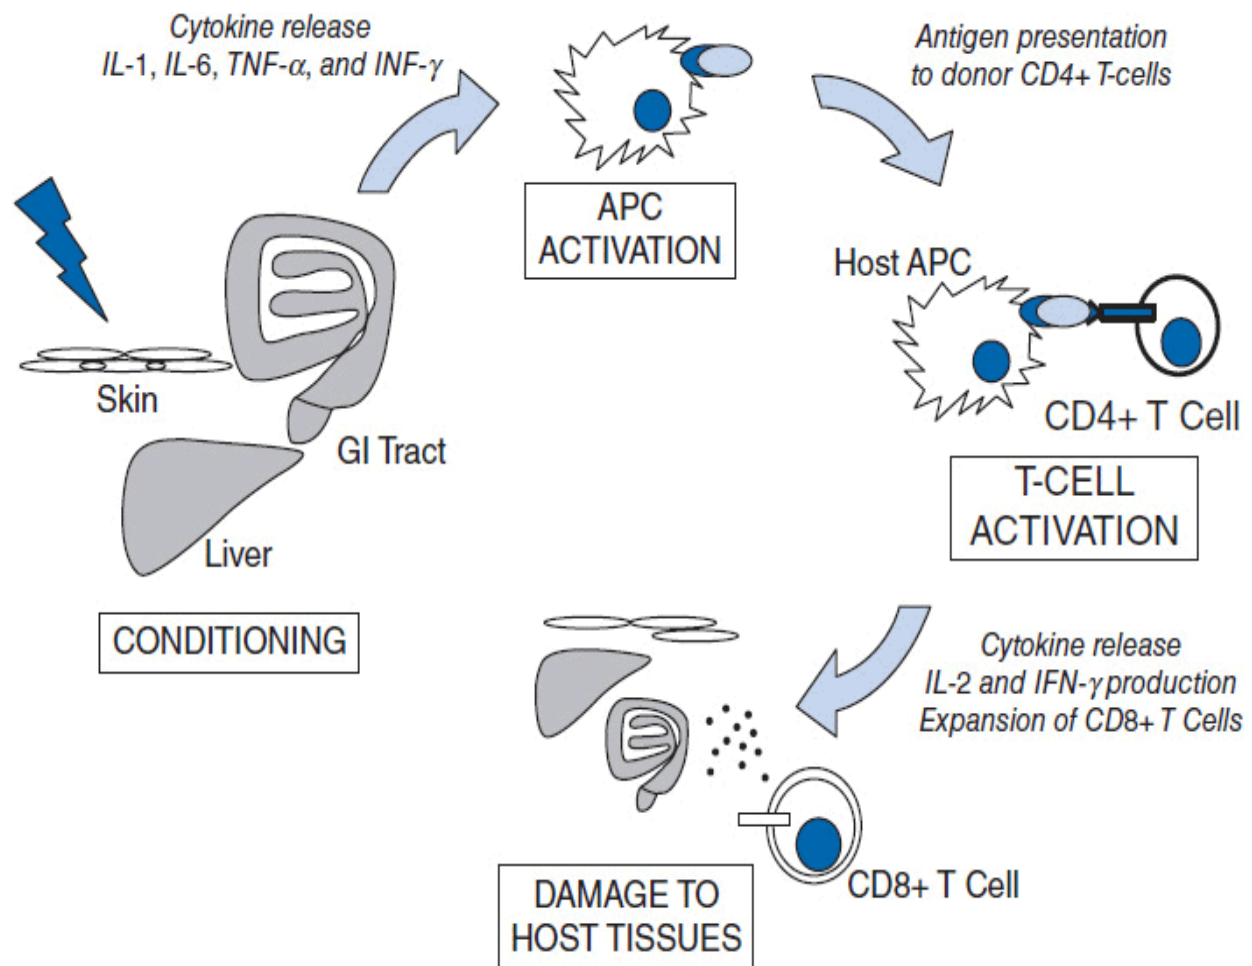 Cytokine release
IL-1, IL-6, TNF-α, and INF-γ
Antigen presentation
to donor CD4+ T-cells
APC
ACTIVATION
Host APC
CD4+ T Cell
T-CELL
ACTIVATION
Skin
GI Tract
Liver
CONDITIONING
Cytokine release
IL-2 and IFN-γ production
Expansion of CD8+ T Cells
CD8+ T Cell
DAMAGE TO
HOST TISSUES